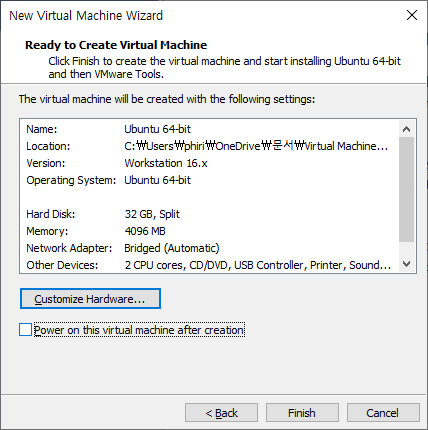 New Virtual Machine Wizard
Ready to Create Virtual Machine
Click Finish to create the virtual machine and start installing Ubuntu 64-bit
and then VMware Tools.
The virtual machine will be created with the following settings:
Name: Ubuntu 64-bit
Location: C:₩Users₩phiri₩OneDrive₩문서₩Virtual Machine...
Version: Workstation 16.x
Operating System: Ubuntu 64-bit
Hard Disk: 32 GB, Split
Memory: 4096 MB
Network Adapter: Bridged (Automatic)
Other Devices: 2 CPU cores, CD/DVD, USB Controller, Printer, Sound...
Customize Hardware...
Power on this virtual machine after creation
< Back Finish Cancel